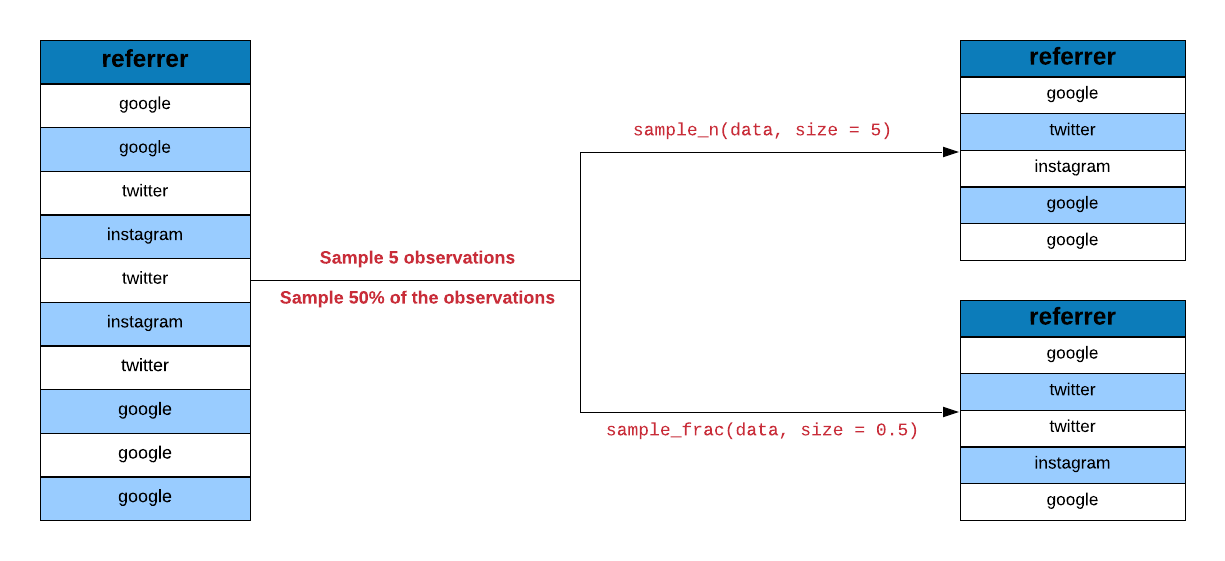 referrer
google
google
twitter
instagram
twitter
instagram
twitter
google
google
google
Sample 5 observations
Sample 50% of the observations
sample_n(data, size = 5)
sample_frac(data, size = 0.5)
referrer
google
twitter
instagram
google
google
referrer
google
twitter
twitter
instagram
google